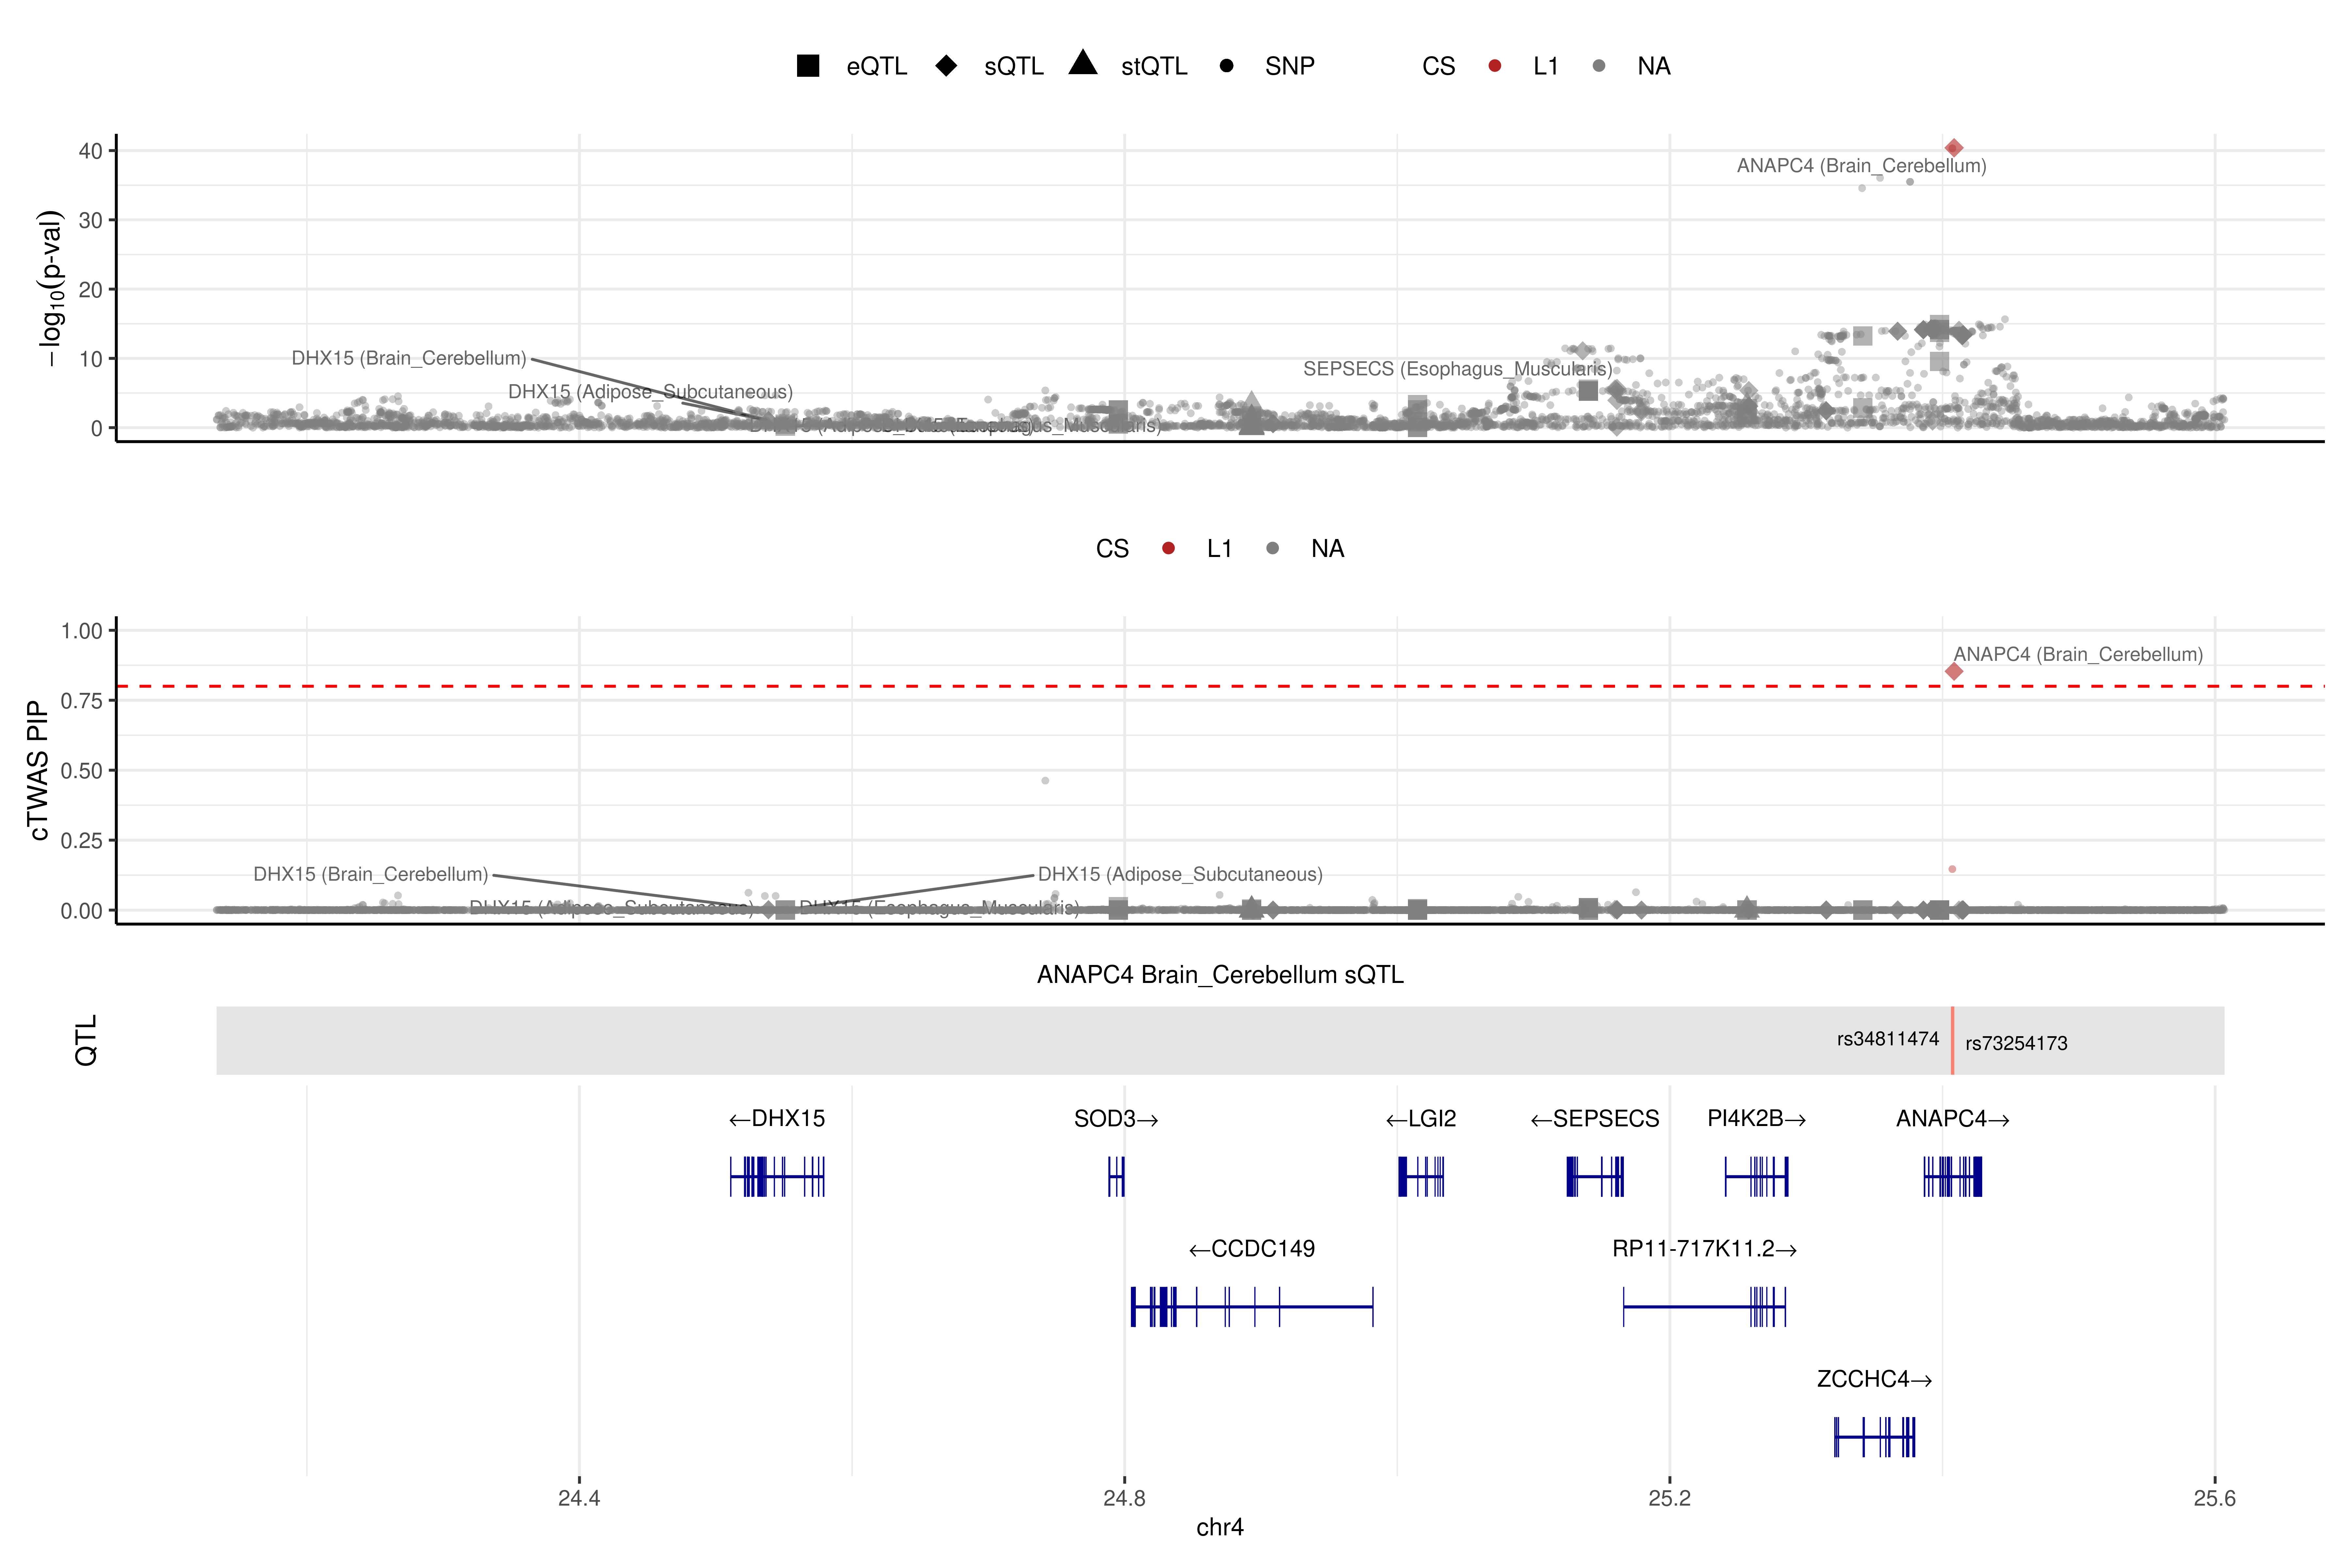 eQTL sQTL stQTL SNP CS L1 NA
−log10(p-val)
40
30
20
10
0
ANAPC4 (Brain_Cerebellum)
DHX15 (Brain_Cerebellum)
SEPSECS (Esophagus_Muscularis)
DHX15 (Adipose_Subcutaneous)
CS L1 NA
cTWAS PIP
1.00
0.75
0.50
0.25
0.00
ANAPC4 (Brain_Cerebellum)
DHX15 (Brain_Cerebellum)
DHX15 (Adipose_Subcutaneous)
DHX15 (Adipose_Subcutaneous)
DHX15 (Esophagus_Muscularis)
ANAPC4 Brain_Cerebellum sQTL
QTL
rs34811474
rs73254173
←DHX15 SOD3→ ←LGI2 ←SEPSECS PI4K2B→ ANAPC4→
←CCDC149 RP11-717K11.2→
ZCCHC4→
24.4 24.8 25.2 25.6
chr4